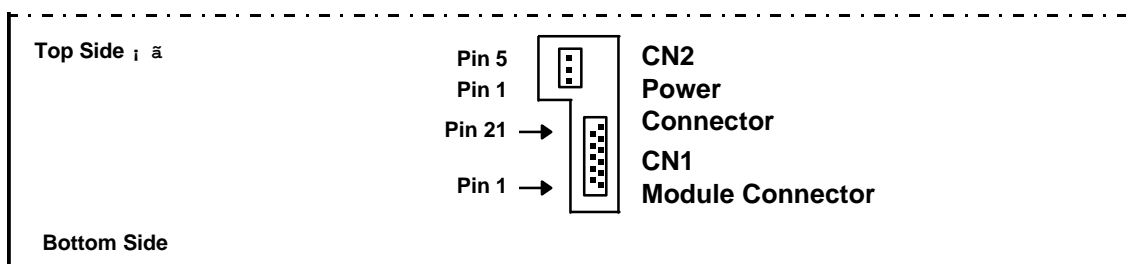 Top Side ¡ ã
Pin 5
CN2
Pin 1
Power
Pin 21
Connector
CN1
Pin 1
Module Connector
Bottom Side